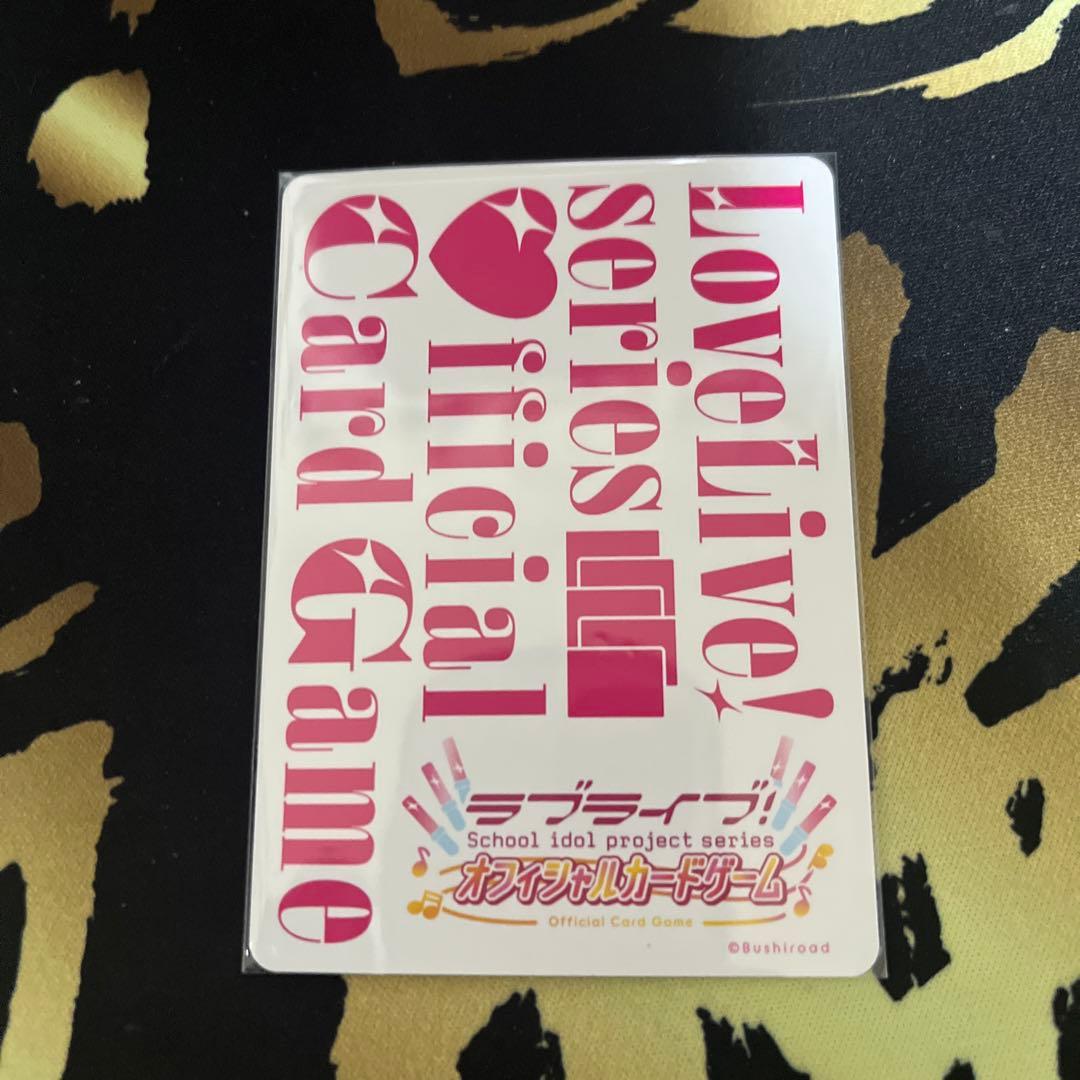 LoveLive!
series
♥fficial
Card Game
ラブライブ!
School idol project series
オフィシャルカードゲーム
Official Card Game
©Bushiroad